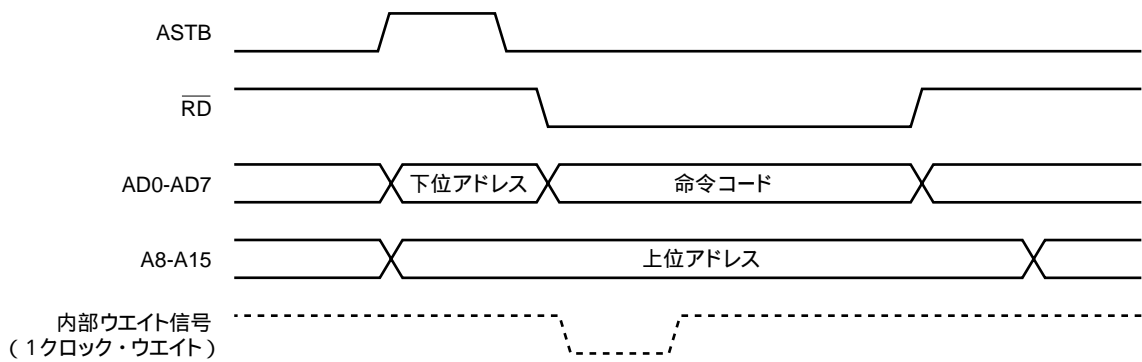 ASTB
RD
AD0-AD7
下位アドレス
命令コード
A8-A15
上位アドレス
内部ウエイト信号
(1クロック・ウエイト)